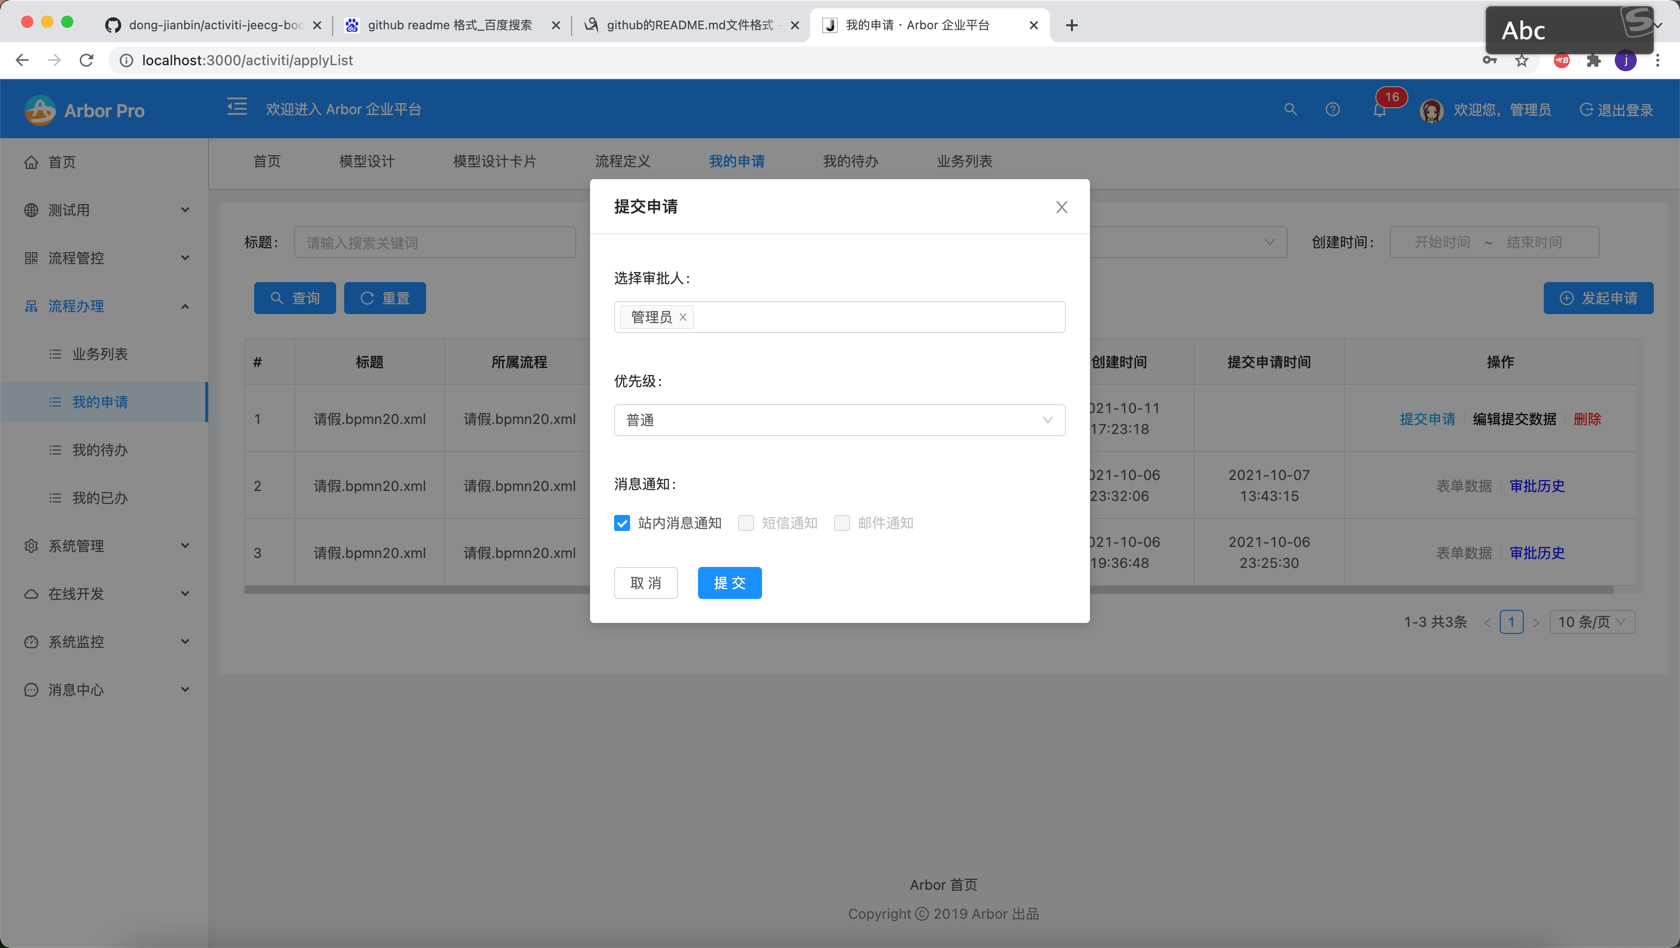 dong-jianbin/activiti-jeecg-boo
github readme 格式_百度搜索
github的README.md文件格式
我的申请 · Arbor 企业平台
Abc
localhost:3000/activiti/applyList
j
Arbor Pro
欢迎进入 Arbor 企业平台
16
欢迎您，管理员
退出登录
首页
测试用
流程管控
流程办理
业务列表
我的申请
我的待办
我的已办
系统管理
在线开发
系统监控
消息中心
首页
模型设计
模型设计卡片
流程定义
我的申请
我的待办
业务列表
标题：
请输入搜索关键词
创建时间：
开始时间 ~ 结束时间
查询
重置
发起申请
# 标题 所属流程 创建时间 提交申请时间 操作
1 请假.bpmn20.xml 请假.bpmn20.xml 021-10-11
17:23:18
提交申请 编辑提交数据 删除
2 请假.bpmn20.xml 请假.bpmn20.xml 021-10-06 2021-10-07
23:32:06 13:43:15
表单数据 审批历史
3 请假.bpmn20.xml 请假.bpmn20.xml 021-10-06 2021-10-06
19:36:48 23:25:30
表单数据 审批历史
1-3 共3条 < 1 > 10 条/页
提交申请
选择审批人：
管理员
优先级：
普通
消息通知：
站内消息通知 短信通知 邮件通知
取 消
提 交
Arbor 首页
Copyright © 2019 Arbor 出品